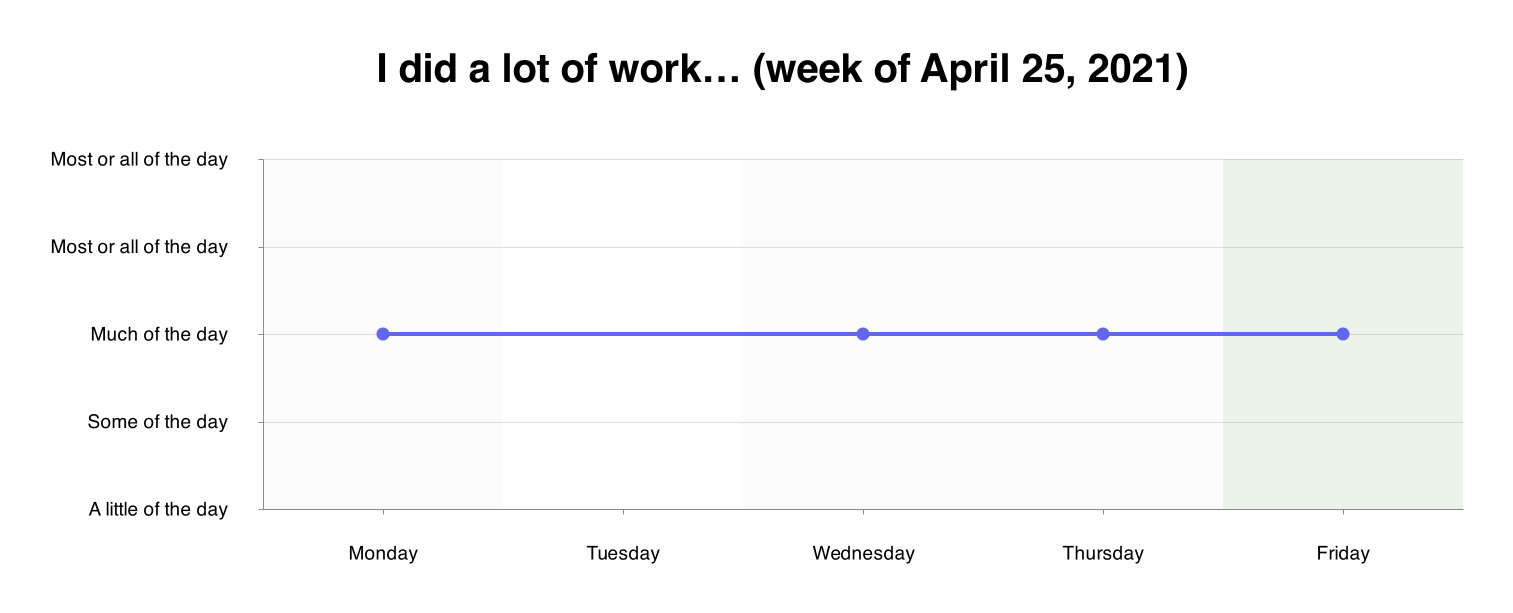 I did a lot of work… (week of April 25, 2021)
Most or all of the day
Most or all of the day
Much of the day
Some of the day
A little of the day
Monday Tuesday Wednesday Thursday Friday